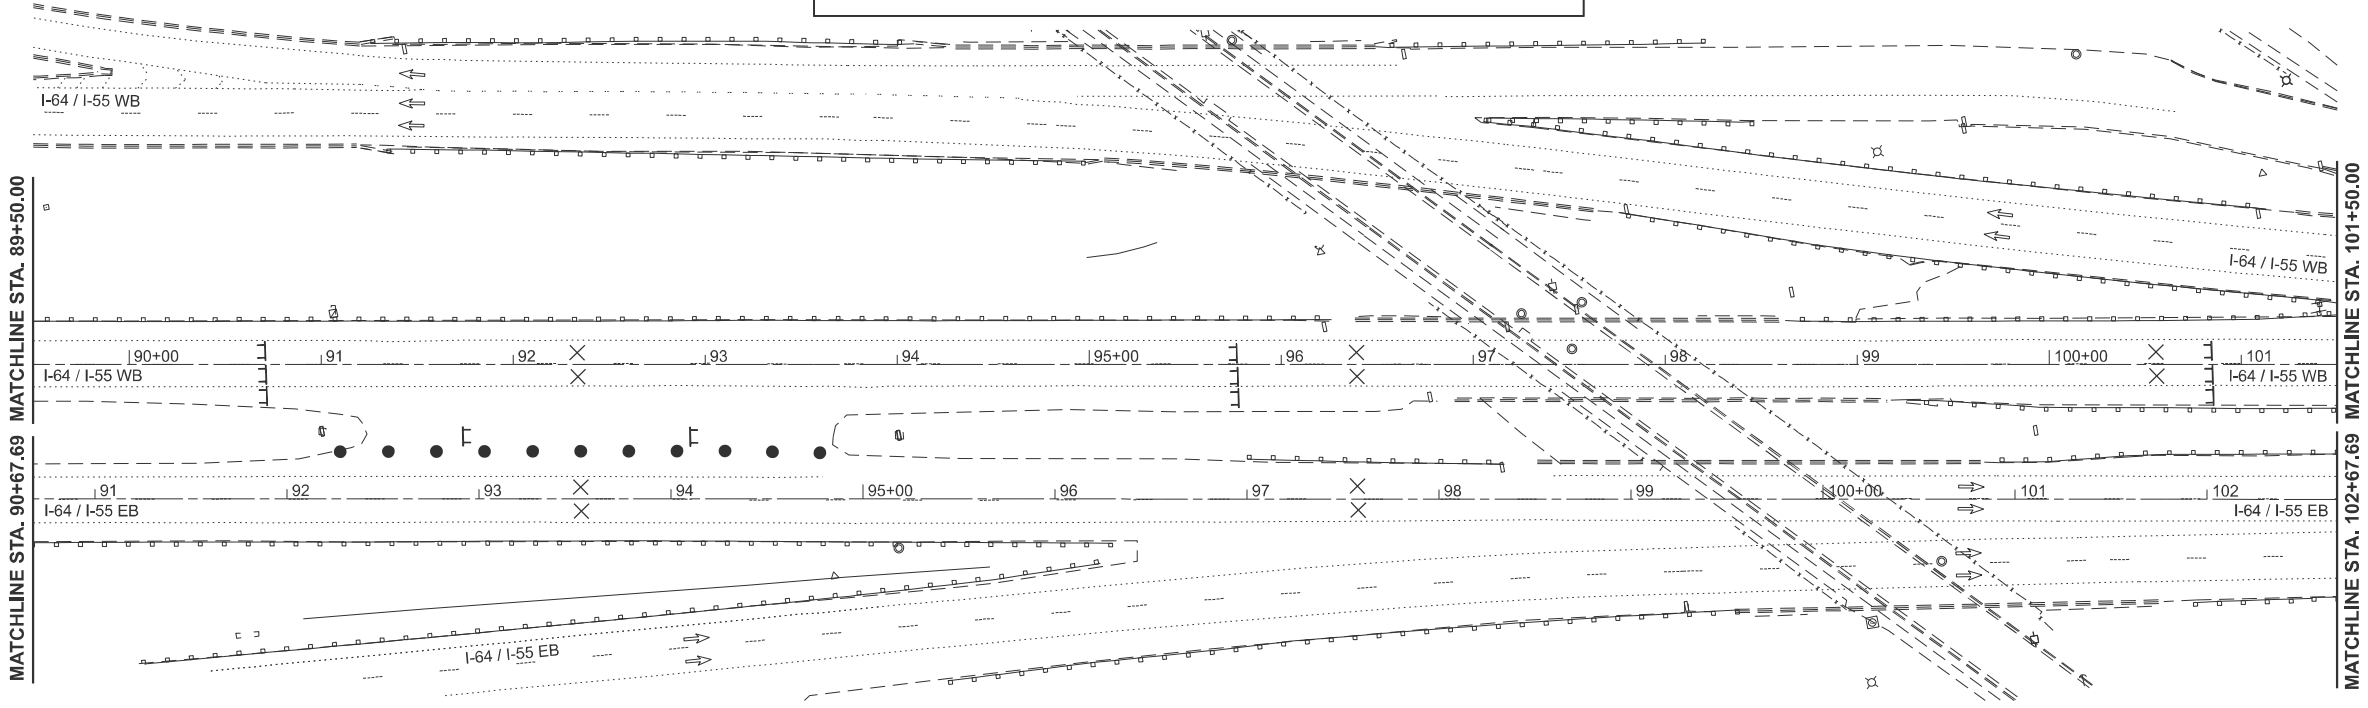 I-64 / I-55 WB
I-64 / I-55 WB
MATCHLINE STA. 89+50.00
MATCHLINE STA. 101+50.00
90+00 91 92 93 94 95+00 96 97 98 99 100+00 101
I-64 / I-55 WB
I-64 / I-55 WB
MATCHLINE STA. 90+67.69
MATCHLINE STA. 102+67.69
91 92 93 94 95+00 96 97 98 99 100+00 101 102
I-64 / I-55 EB
I-64 / I-55 EB
I-64 / I-55 EB